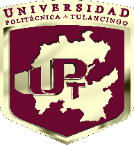 UNIVERSIDAD
POLITÉCNICA de TULANCINGO
UPT